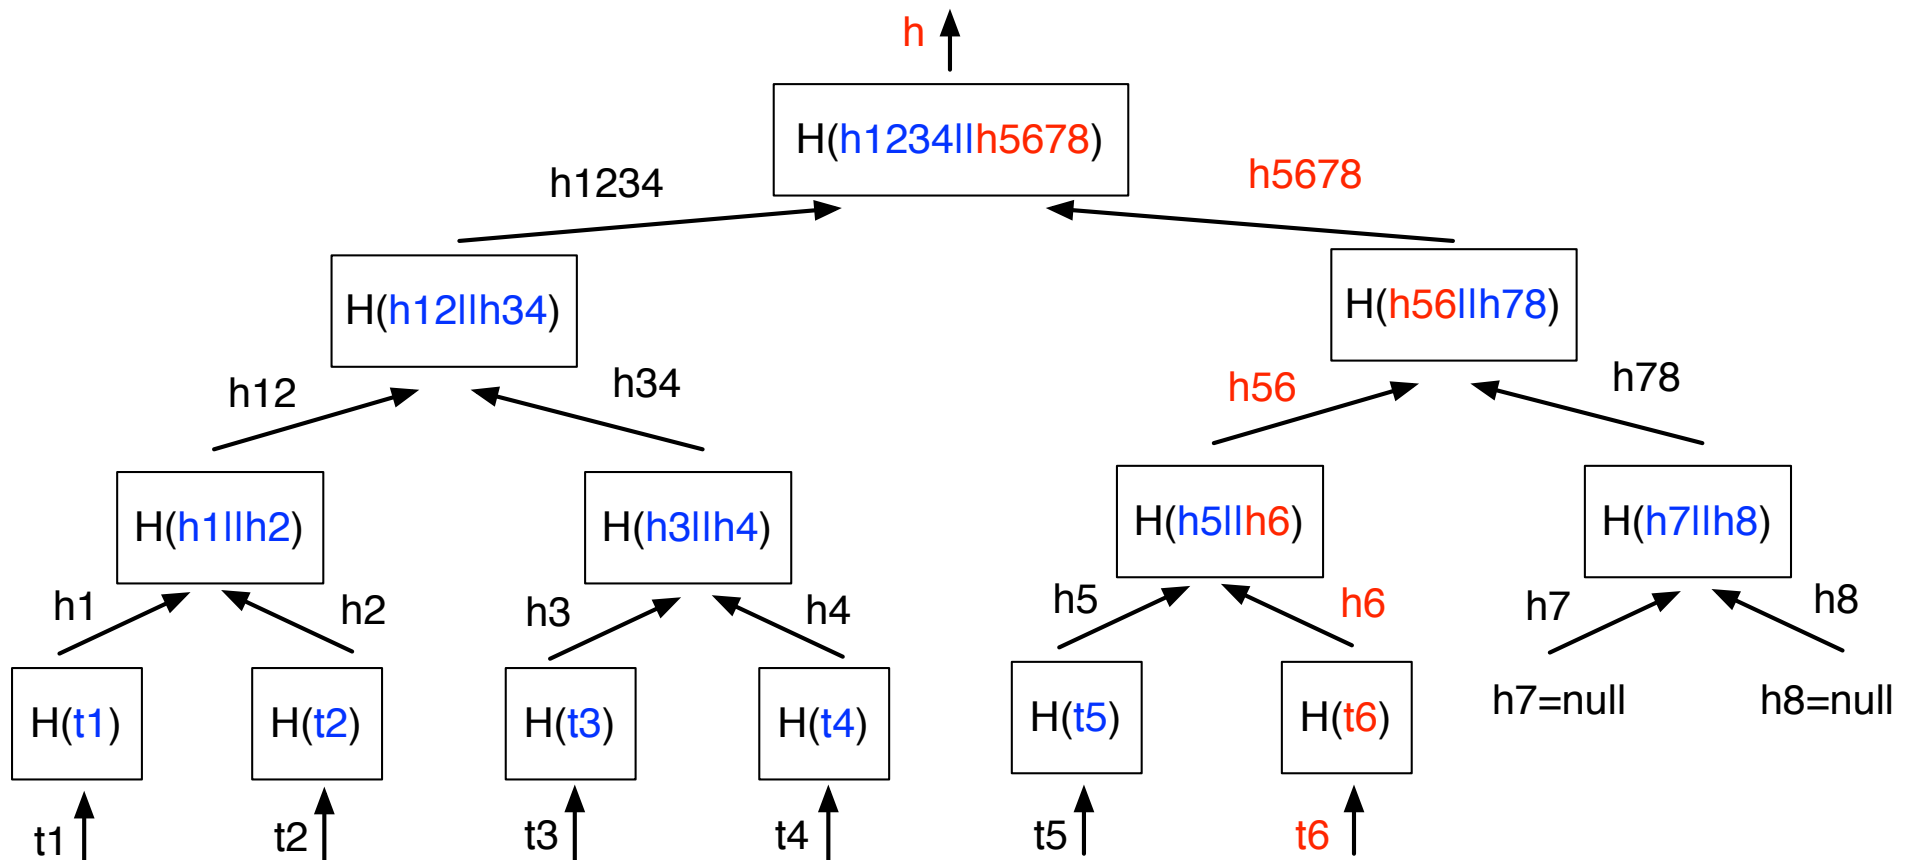 h
H(h1234||h5678)
h1234
h5678
H(h12||h34)
H(h56||h78)
h12
h34
h56
h78
H(h1||h2)
H(h3||h4)
H(h5||h6)
H(h7||h8)
h1
h2
h3
h4
h5
h6
h7
h8
H(t1)
H(t2)
H(t3)
H(t4)
H(t5)
H(t6)
h7=null
h8=null
t1
t2
t3
t4
t5
t6